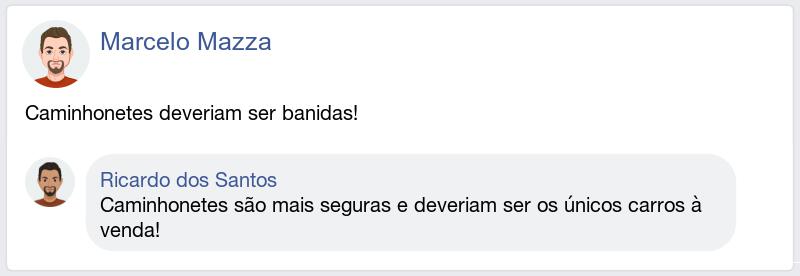 Marcelo Mazza
Caminhonetes deveriam ser banidas!
Ricardo dos Santos
Caminhonetes são mais seguras e deveriam ser os únicos carros à
venda!